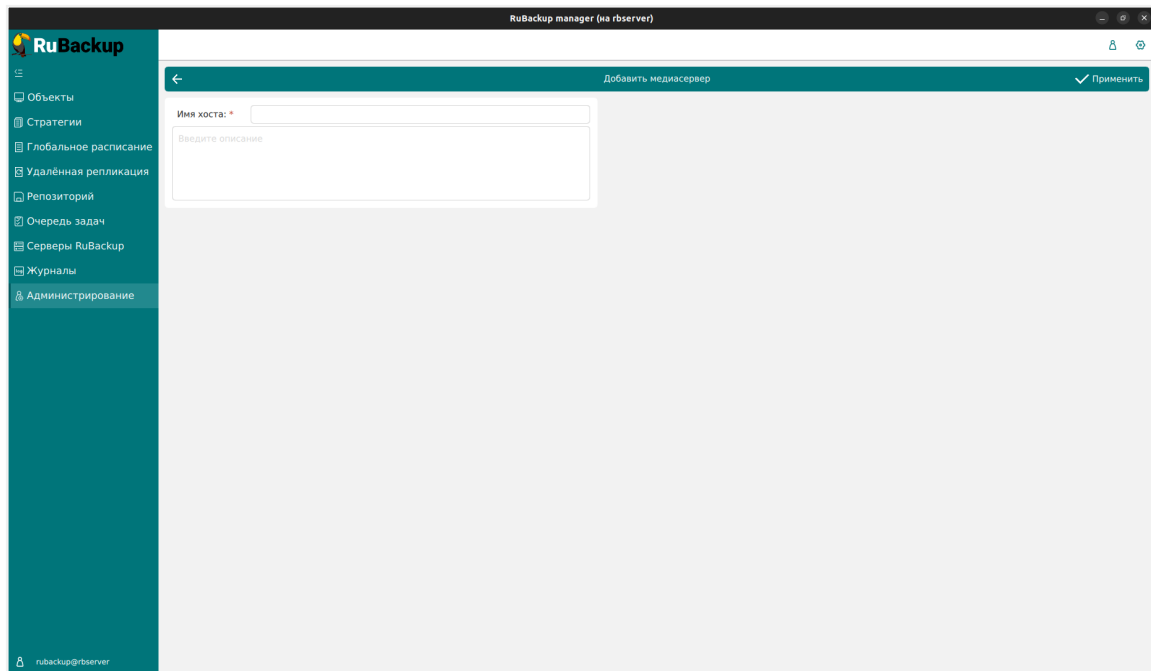 RuBackup manager (на rbserver)
RuBackup
Добавить медиасервер
Применить
Объекты
Стратегии
Глобальное расписание
Удалённая репликация
Репозиторий
Очередь задач
Серверы RuBackup
Журналы
Администрирование
Имя хоста: *
Введите описание
rubackup@rbserver